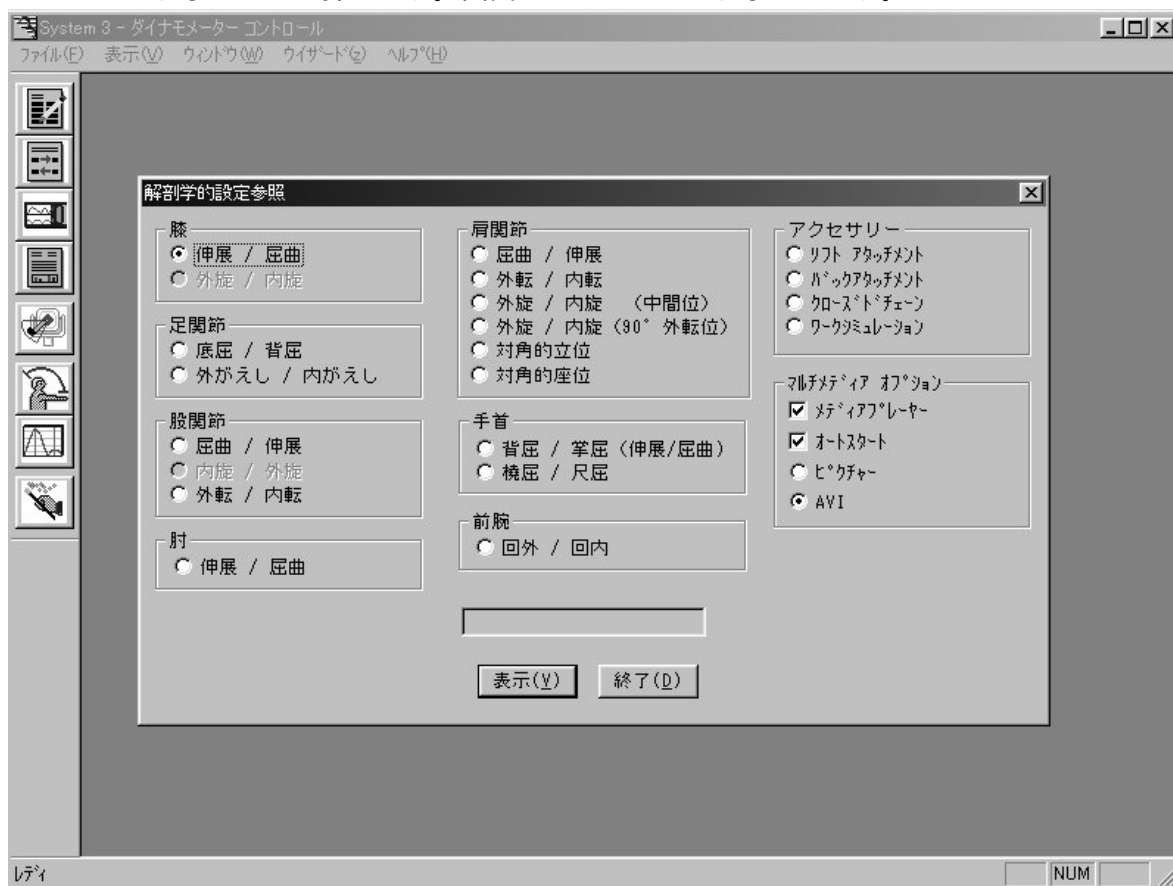 System 3 - ダイナモメーター コントロール
ファイル(F) 表示(V) ウィンドウ(W) ウイザード(Z) ヘルプ(H)
解剖学的設定参照
膝
伸展 / 屈曲
外旋 / 内旋
足関節
底屈 / 背屈
外がえし / 内がえし
股関節
屈曲 / 伸展
内旋 / 外旋
外転 / 内転
肘
伸展 / 屈曲
肩関節
屈曲 / 伸展
外転 / 内転
外旋 / 内旋 (中間位)
外旋 / 内旋(90° 外転位)
対角的立位
対角的座位
手首
背屈 / 掌屈(伸展/屈曲)
橈屈 / 尺屈
前腕
回外 / 回内
アクセサリー
リフト アタッチメント
バックアタッチメント
クローズドチェーン
ワークシミュレーション
マルチメディア オプション
メディアプレーヤー
オートスタート
ピクチャー
AVI
表示(V) 終了(D)
レディ NUM